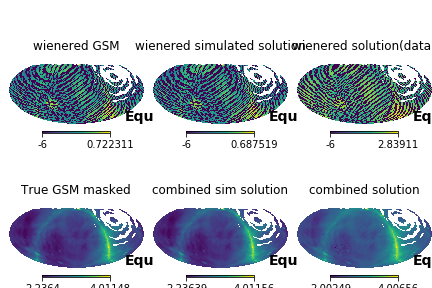 wienered GSM wienered simulated solution wienered solution(data
Equ Equ Equ
-6 0.722311 -6 0.687519 -6 2.83911
True GSM masked combined sim solution combined solution
Equ Equ Equ
2.2364 4.01148 2.23639 4.01156 2.00249 4.00656